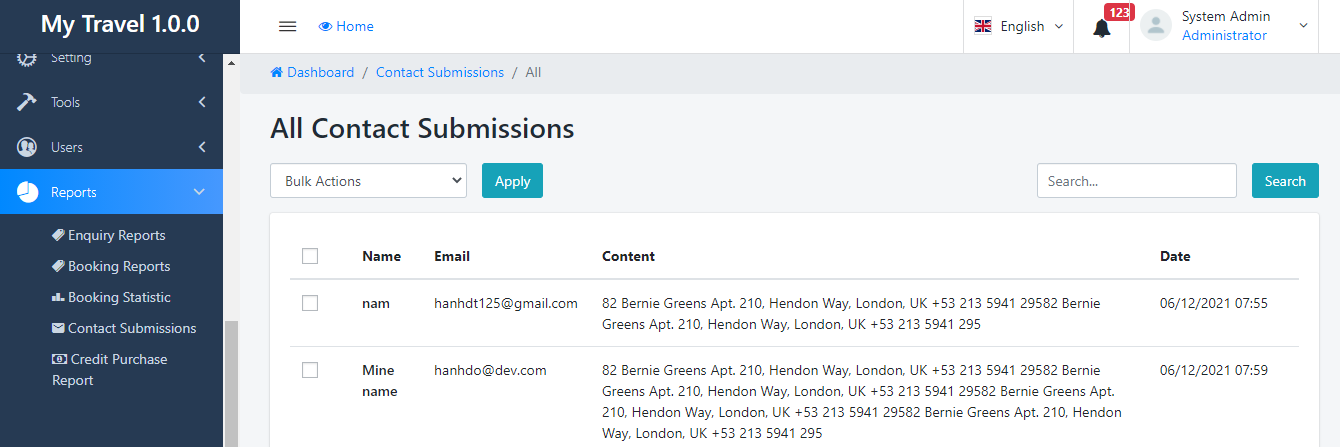 My Travel 1.0.0
Home
English
123
System Admin
Administrator
Setting
Tools
Users
Reports
Enquiry Reports
Booking Reports
Booking Statistic
Contact Submissions
Credit Purchase
Report
Dashboard / Contact Submissions / All
All Contact Submissions
Bulk Actions
Apply
Search...
Search
Name Email Content Date
nam hanhdt125@gmail.com 82 Bernie Greens Apt. 210, Hendon Way, London, UK +53 213 5941 29582 Bernie 06/12/2021 07:55
Greens Apt. 210, Hendon Way, London, UK +53 213 5941 295
Mine hanhdo@dev.com 82 Bernie Greens Apt. 210, Hendon Way, London, UK +53 213 5941 29582 Bernie 06/12/2021 07:59
name Greens Apt. 210, Hendon Way, London, UK +53 213 5941 29582 Bernie Greens Apt.
210, Hendon Way, London, UK +53 213 5941 29582 Bernie Greens Apt. 210, Hendon
Way, London, UK +53 213 5941 295